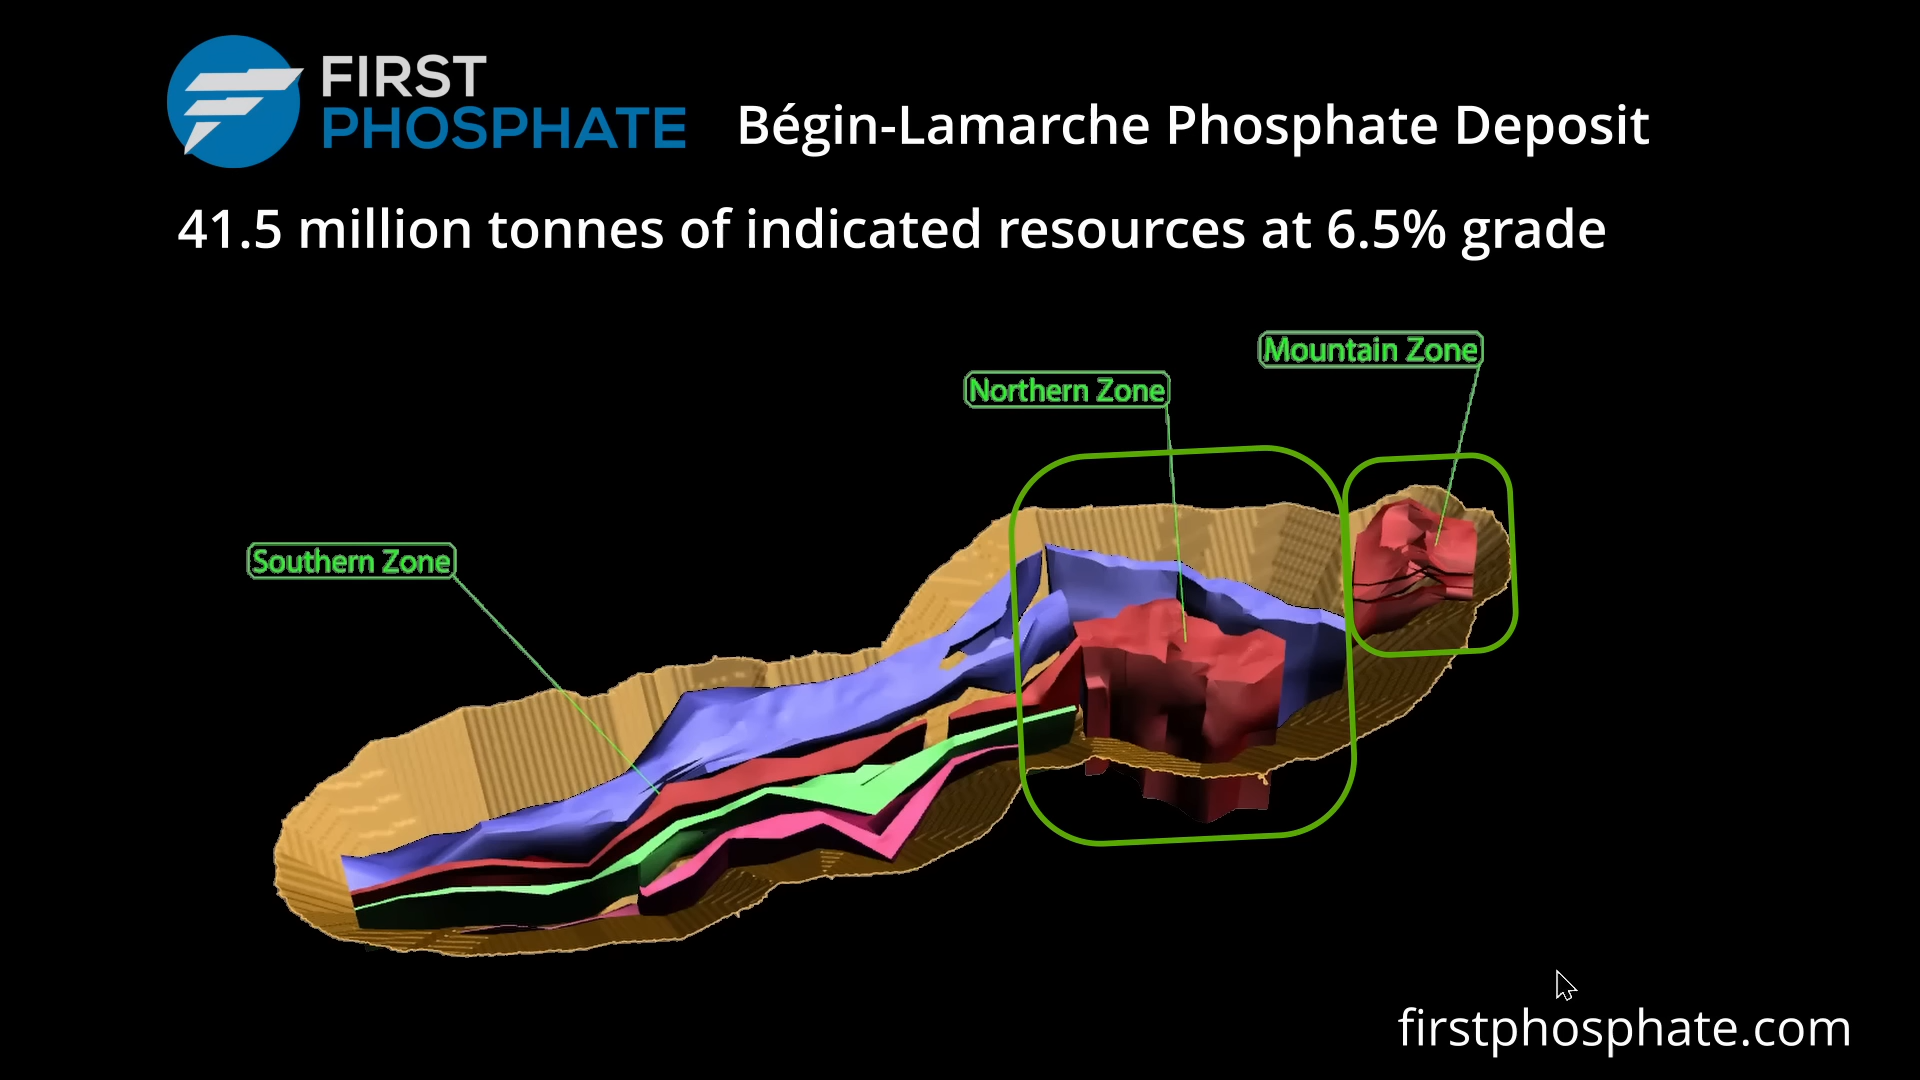 FIRST
PHOSPHATE
Bégin-Lamarche Phosphate Deposit
41.5 million tonnes of indicated resources at 6.5% grade
Mountain Zone
Northern Zone
Southern Zone
firstphosphate.com